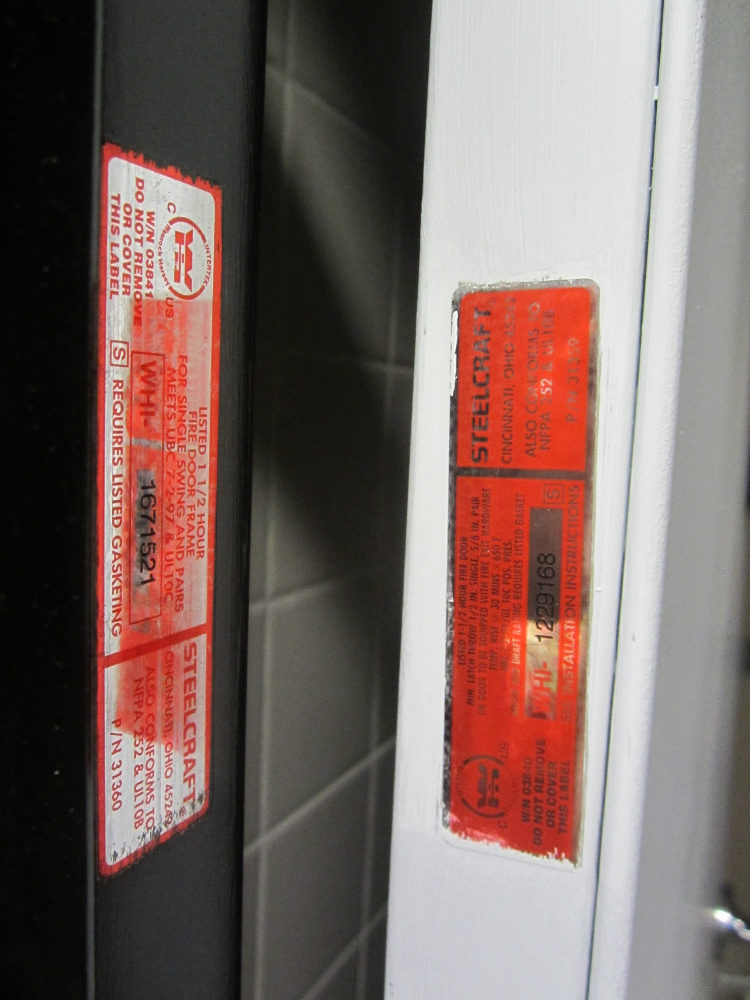 INTERTEK
Warnock Hersey
C US
W/N 03841
DO NOT REMOVE
OR COVER
THIS LABEL
LISTED 1 1/2 HOUR
FIRE DOOR FRAME
FOR SINGLE SWING AND PAIRS
MEETS UBC 7-2-97 & UL10C
WHI- 1671521
S REQUIRES LISTED GASKETING
STEELCRAFT®
CINCINNATI, OHIO 45242
ALSO CONFORMS TO
NFPA 252 & UL10B
P/N 31360
C US
W/N 03840
DO NOT REMOVE
OR COVER
THIS LABEL
LISTED 1-1/2 HOUR FIRE DOOR
MIN LATCH THROW 1/2 IN. SINGLE, 5/8 IN. PAIR
OR DOOR TO BE EQUIPPED WITH FIRE EXIT HARDWARE
TEMP. RISE @ 30 MINS > 650 F
UL 10C POS. PRES.
DRAFT RATING REQUIRES LISTED GASKET
WHI- 1229168 S
SEE INSTALLATION INSTRUCTIONS
STEELCRAFT®
CINCINNATI, OHIO 45242
ALSO CONFORMS TO
NFPA 252 & UL10B
P/N 31359